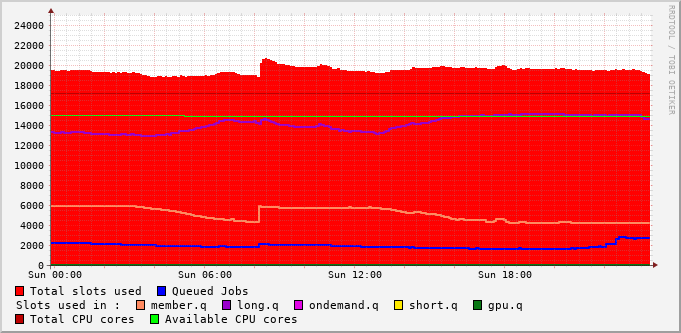 24000
22000
20000
18000
16000
14000
12000
10000
8000
6000
4000
2000
0
Sun 00:00 Sun 06:00 Sun 12:00 Sun 18:00
Total slots used Queued Jobs
Slots used in : member.q long.q ondemand.q short.q gpu.q
Total CPU cores Available CPU cores
RRDTOOL / TOBI OETIKER